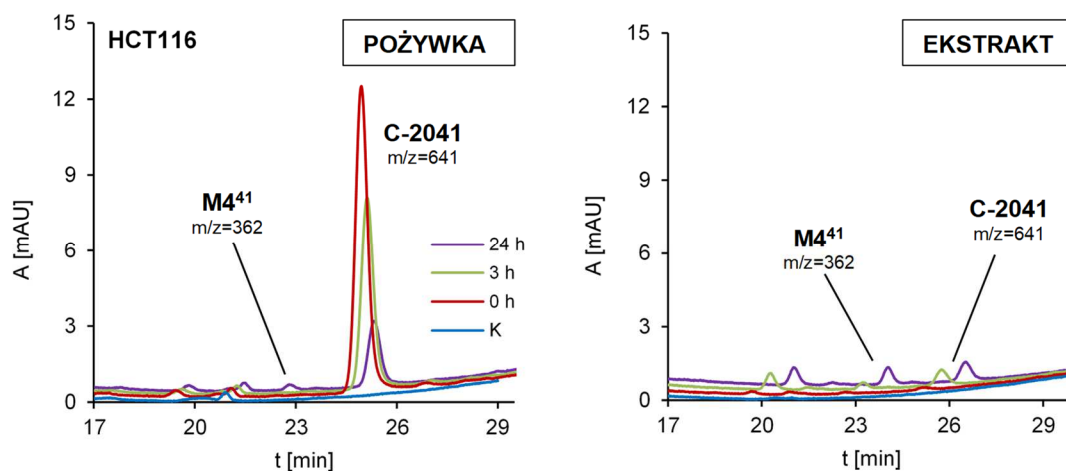 HCT116
POŻYWKA
15
12
9
6
3
0
A [mAU]
C-2041
m/z=641
M4⁴¹
m/z=362
24 h
3 h
0 h
K
17
20
23
26
29
t [min]
EKSTRAKT
15
12
9
6
3
0
A [mAU]
C-2041
m/z=641
M4⁴¹
m/z=362
17
20
23
26
29
t [min]